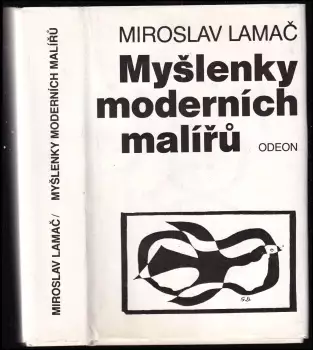 MIROSLAV LAMAČ / MYŠLENKY MODERNÍCH MALÍŘŮ
MIROSLAV LAMAČ
Myšlenky
moderních
malířů
ODEON
G.B.